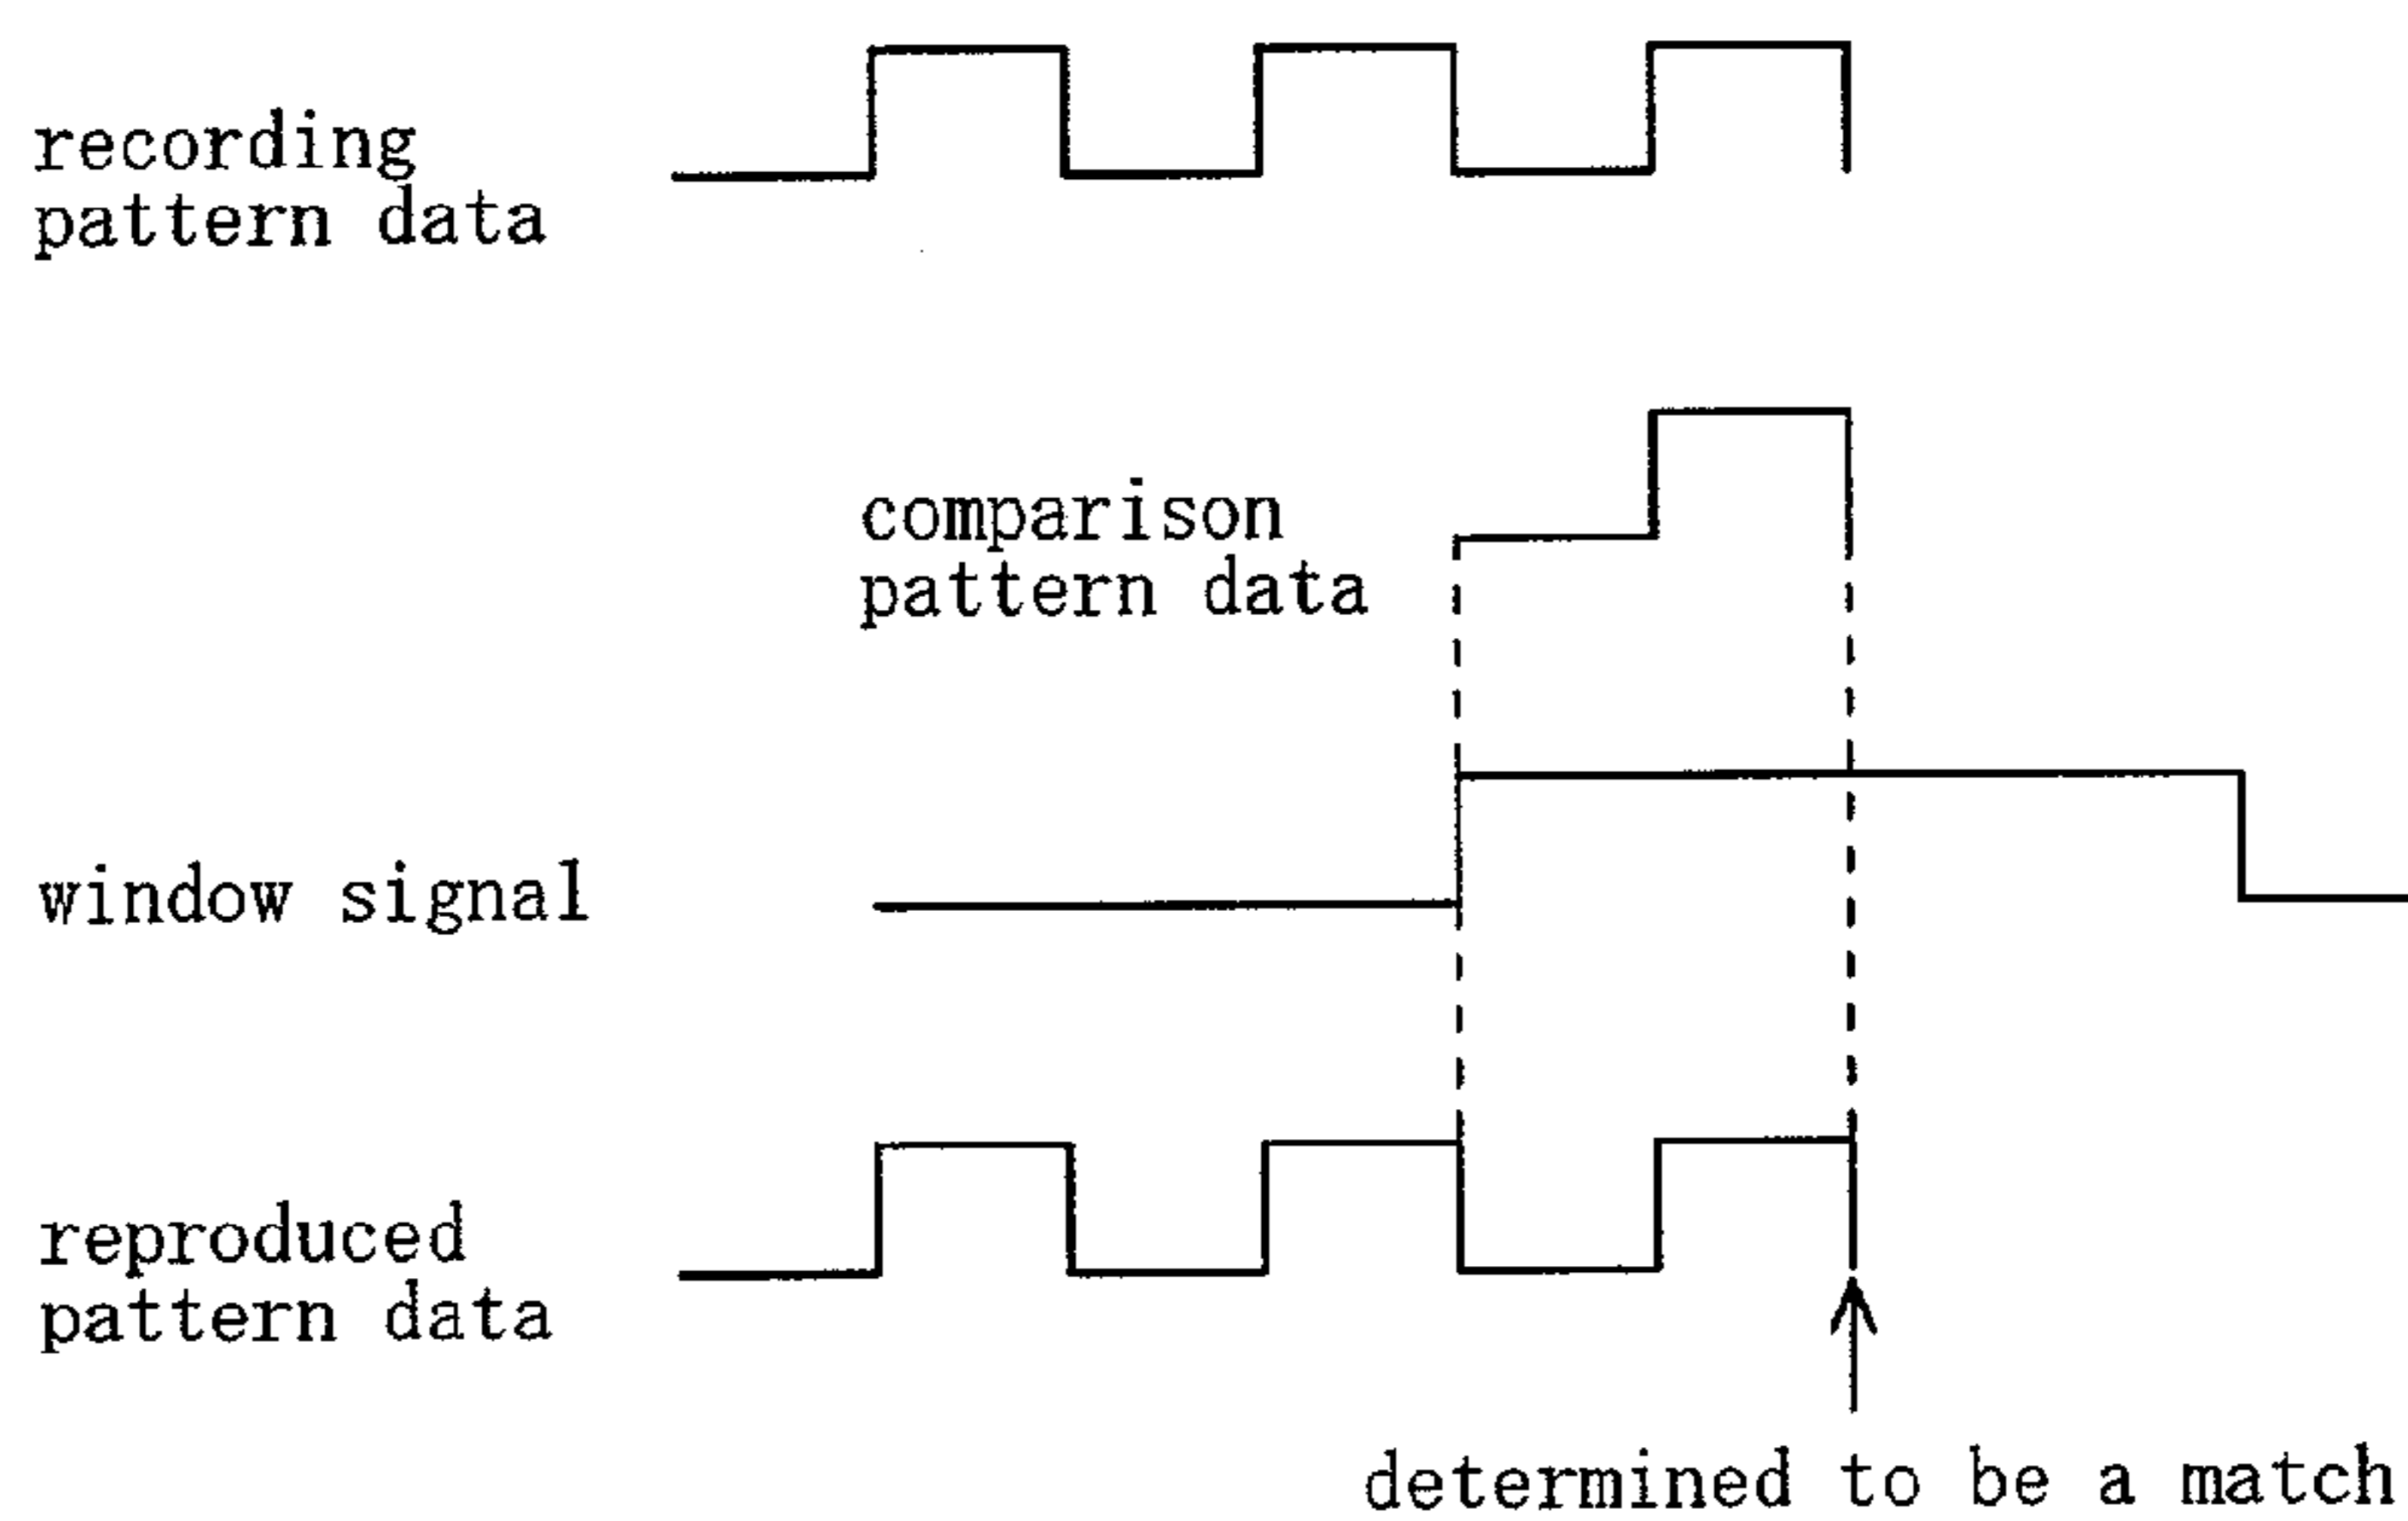 recording
pattern data
comparison
pattern data
window signal
reproduced
pattern data
determined to be a match